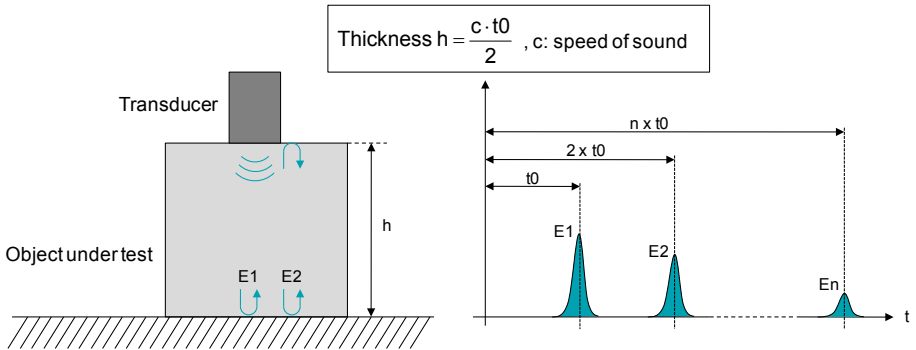 Thickness h = c·t0/2 , c: speed of sound
Transducer
n x t0
2 x t0
t0
h
E1
E2
Object under test
E1 E2
En
t